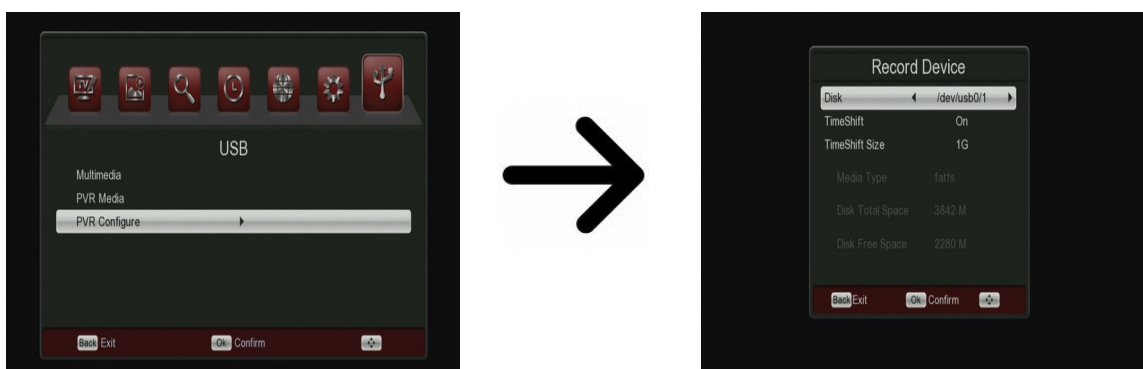 TV
USB
Multimedia
PVR Media
PVR Configure
Back Exit
Ok Confirm
Record Device
Disk /dev/usb0/1
TimeShift On
TimeShift Size 1G
Media Type fatfs
Disk Total Space 3842 M
Disk Free Space 2280 M
Back Exit
Ok Confirm